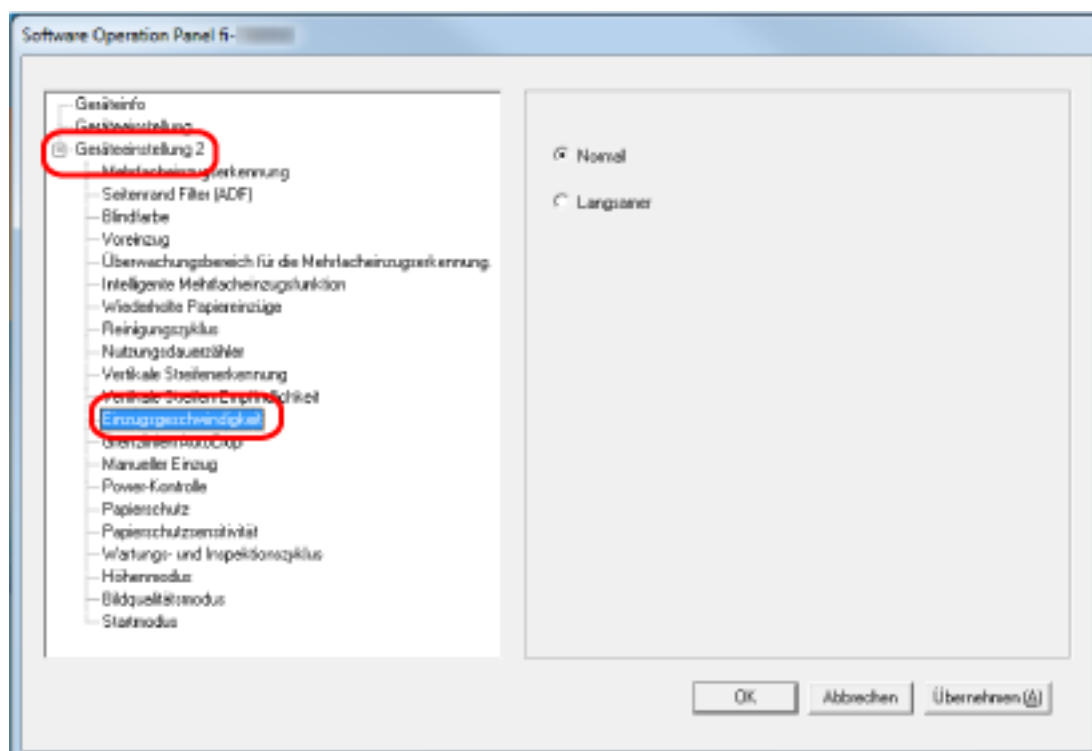 Software Operation Panel fi-
Geräteinfo
Geräteeinstellung
Geräteeinstellung 2
Mehrfacheinzugserkennung
Seitenrand Filter (ADF)
Blindfarbe
Voreinzug
Überwachungsbereich für die Mehrfacheinzugserkennung.
Intelligente Mehrfacheinzugsfunktion
Wiederholte Papiereinzüge
Reinigungszyklus
Nutzungsdauerzähler
Vertikale Streifenerkennung
Vertikale Streifen Empfindlichkeit
Einzugsgeschwindigkeit
Grenzlinien AutoCrop
Manueller Einzug
Power-Kontrolle
Papierschutz
Papierschutzsensitivität
Wartungs- und Inspektionszyklus
Höhenmodus
Bildqualitätsmodus
Startmodus
Normal
Langsamer
OK
Abbrechen
Übernehmen (A)